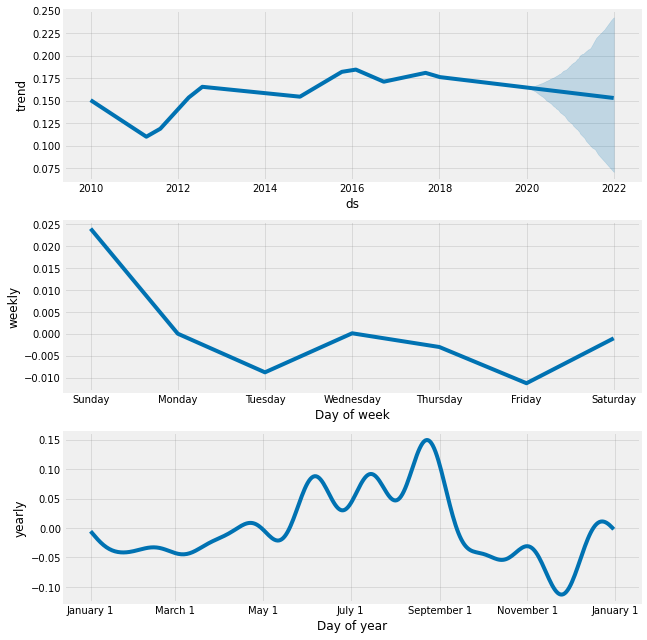 0.250
0.225
0.200
0.175
0.150
0.125
0.100
0.075
trend
2010 2012 2014 2016 2018 2020 2022
ds
0.025
0.020
0.015
0.010
0.005
0.000
−0.005
−0.010
weekly
Sunday Monday Tuesday Wednesday Thursday Friday Saturday
Day of week
0.15
0.10
0.05
0.00
−0.05
−0.10
yearly
January 1 March 1 May 1 July 1 September 1 November 1 January 1
Day of year